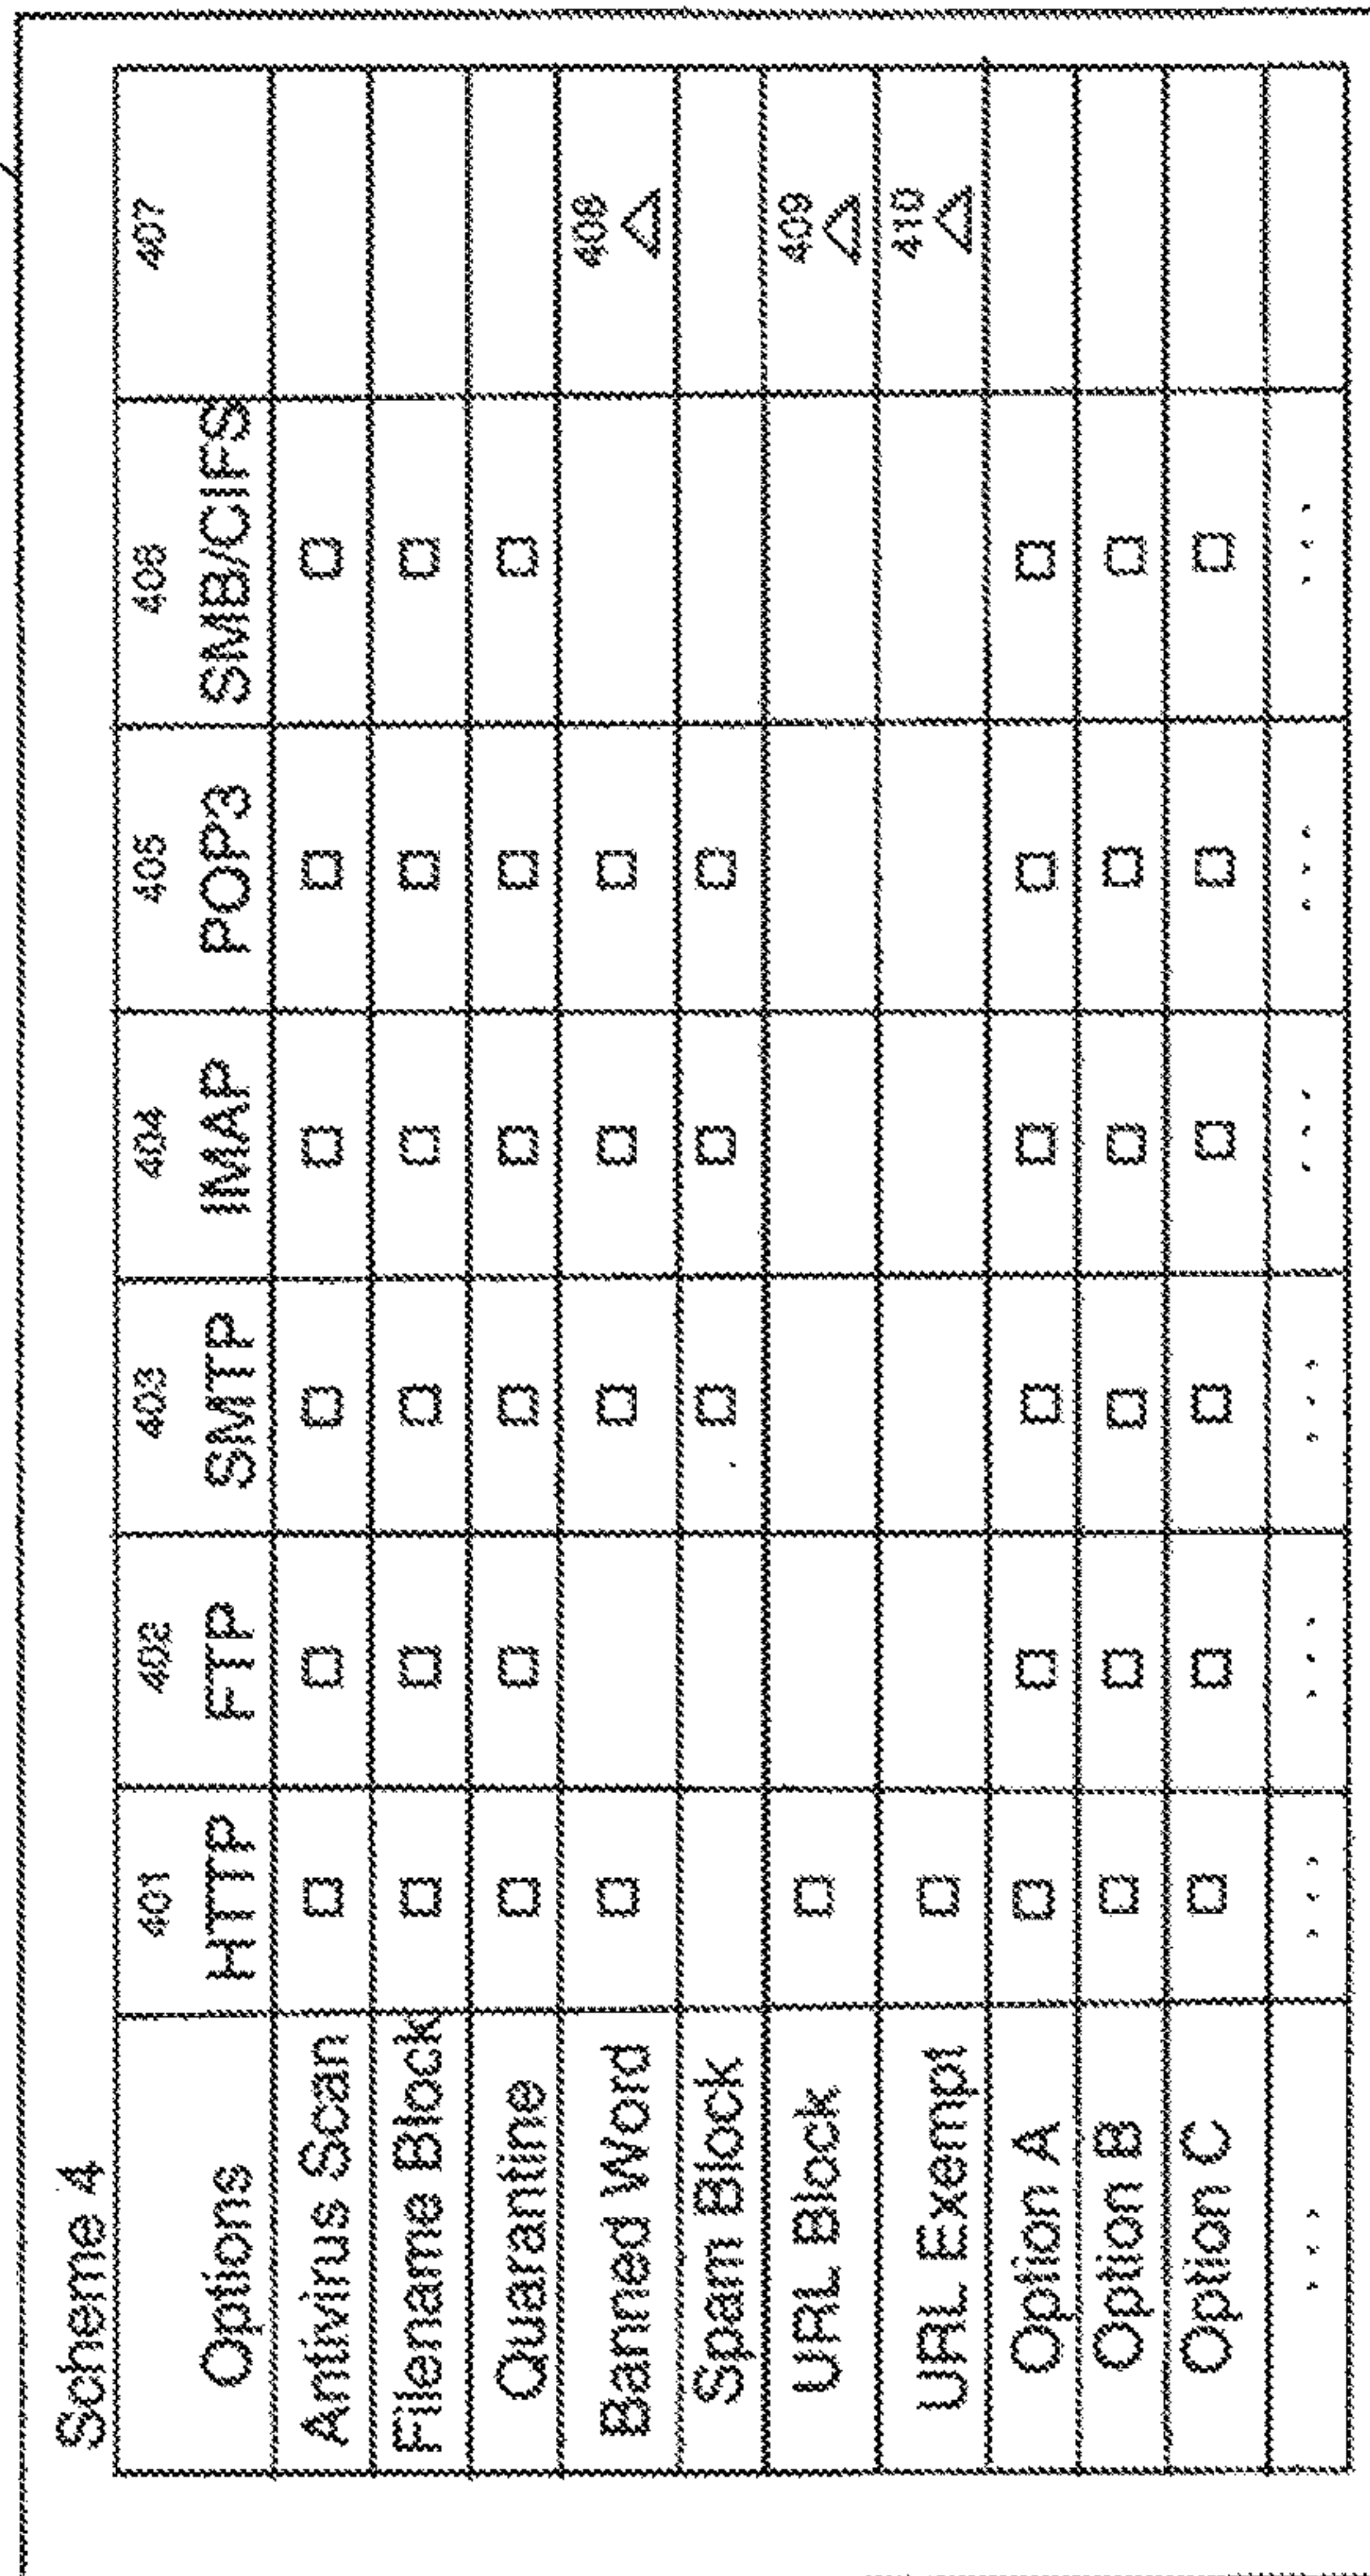 Scheme 4
401 402 403 404 405 406 407
Options HTTP FTP SMTP IMAP POP3 SMB/CIFS
Antivirus Scan □ □ □ □ □ □
Filename Block □ □ □ □ □ □
Quarantine □ □ □ □ □ □
Banned Word □ □ □ □ 408 △
Spam Block □ □ □
URL Block □ 409 △
URL Exempt □ 410 △
Option A □ □ □ □ □ □
Option B □ □ □ □ □ □
Option C □ □ □ □ □ □
... ... ... ... ... ... ...